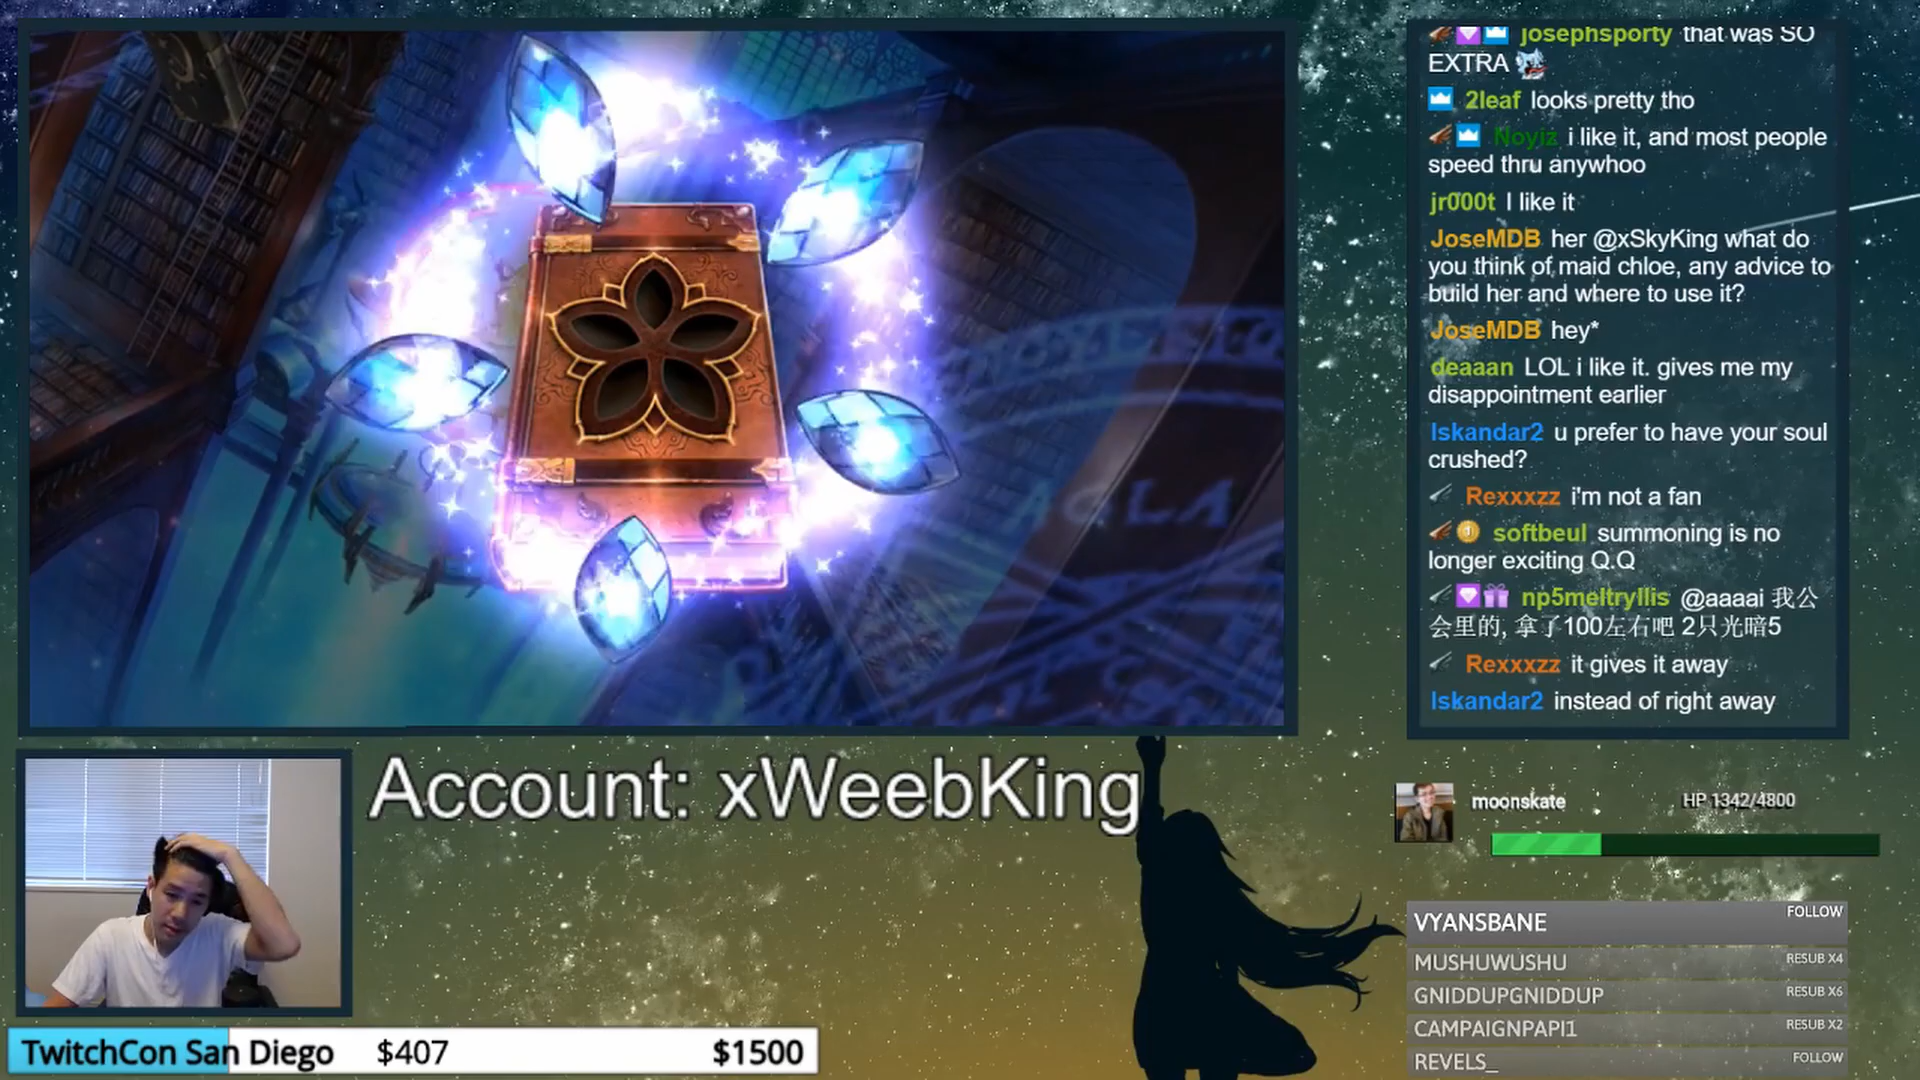 josephsporty that was SO
EXTRA
2leaf looks pretty tho
Noyiz i like it, and most people
speed thru anywhoo
jr000t I like it
JoseMDB her @xSkyKing what do
you think of maid chloe, any advice to
build her and where to use it?
JoseMDB hey*
deaaan LOL i like it. gives me my
disappointment earlier
Iskandar2 u prefer to have your soul
crushed?
Rexxxzz i'm not a fan
softbeul summoning is no
longer exciting Q.Q
np5meltryllis @aaaai 我公
会里的, 拿了100左右吧 2只光暗5
Rexxxzz it gives it away
Iskandar2 instead of right away
AGLA
Account: xWeebKing
moonskate HP 1342/4800
VYANSBANE FOLLOW
MUSHUWUSHU RESUB X4
GNIDDUPGNIDDUP RESUB X6
CAMPAIGNPAPI1 RESUB X2
REVELS_ FOLLOW
TwitchCon San Diego $407 $1500